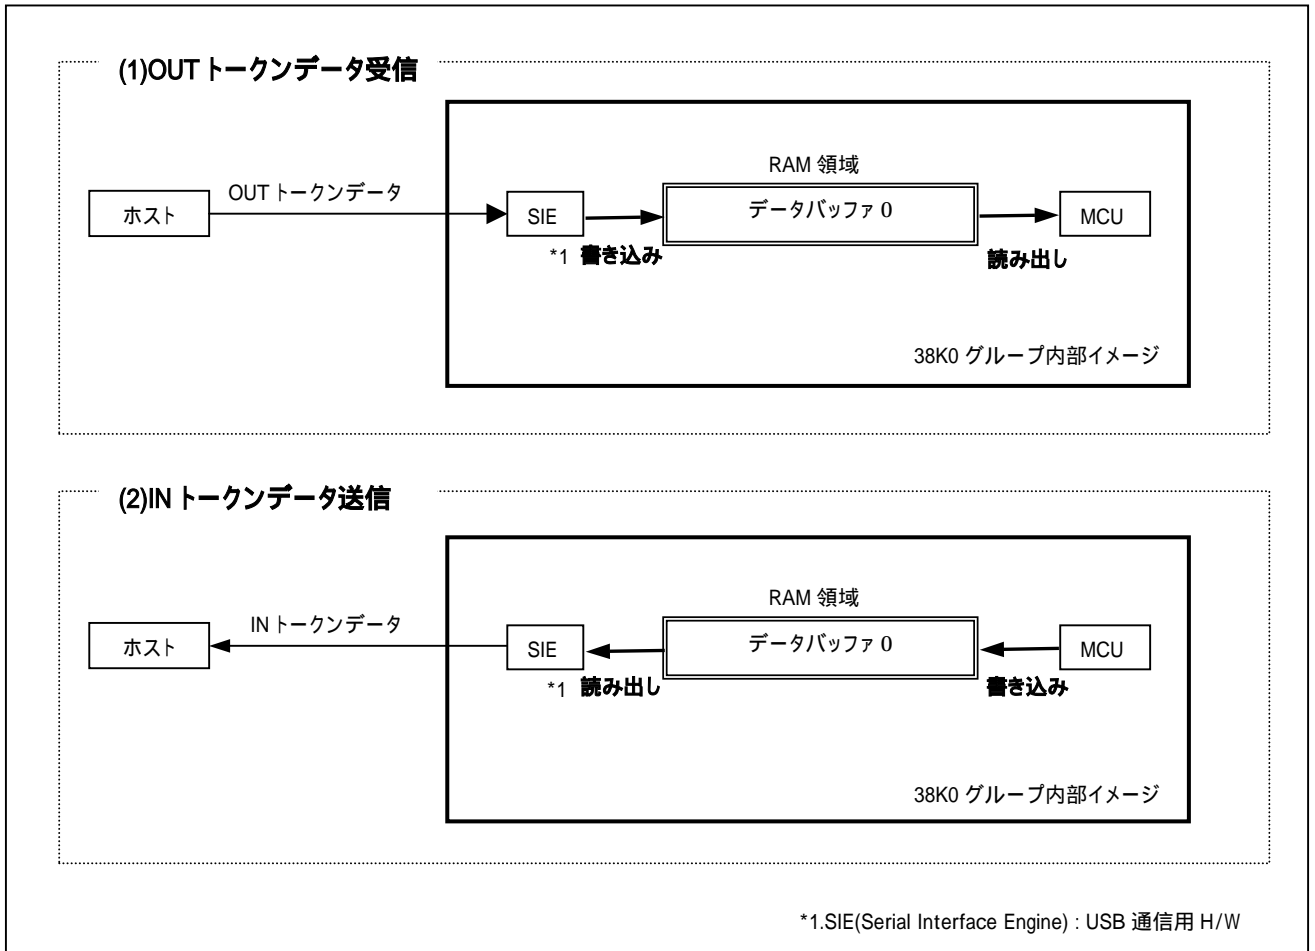 (1)OUT トークンデータ受信
RAM 領域
ホスト
OUT トークンデータ
SIE
データバッファ 0
MCU
*1 書き込み
読み出し
38K0 グループ内部イメージ
(2)IN トークンデータ送信
RAM 領域
ホスト
IN トークンデータ
SIE
データバッファ 0
MCU
*1 読み出し
書き込み
38K0 グループ内部イメージ
*1.SIE(Serial Interface Engine) : USB 通信用 H/W